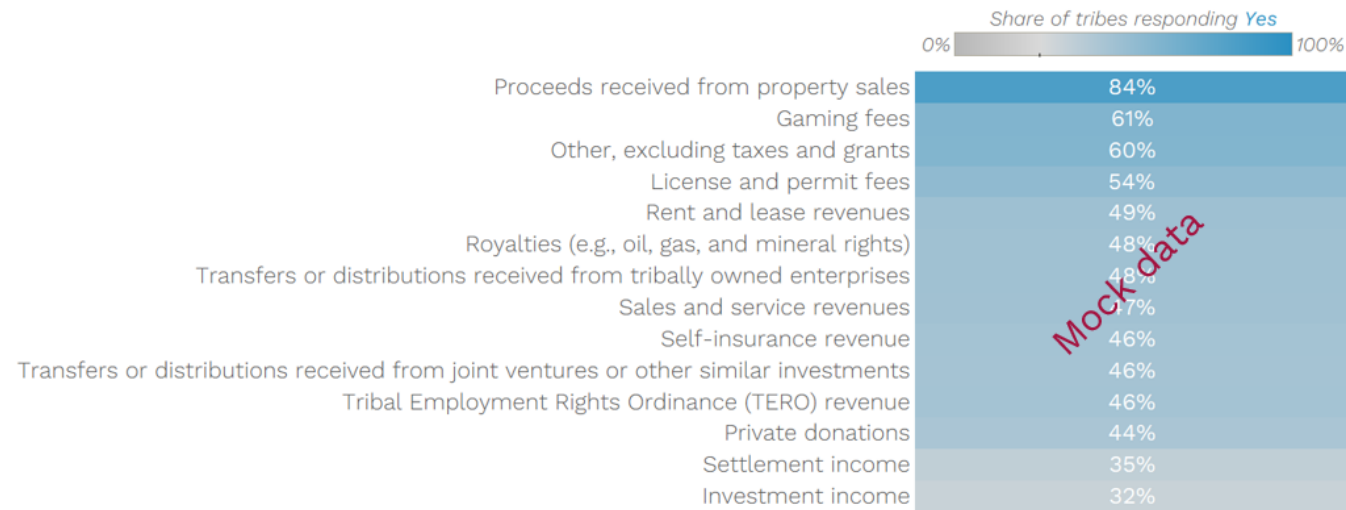 Share of tribes responding Yes
0% 100%
Proceeds received from property sales 84%
Gaming fees 61%
Other, excluding taxes and grants 60%
License and permit fees 54%
Rent and lease revenues 49%
Royalties (e.g., oil, gas, and mineral rights) 48%
Transfers or distributions received from tribally owned enterprises 48%
Sales and service revenues 47%
Self-insurance revenue 46%
Transfers or distributions received from joint ventures or other similar investments 46%
Tribal Employment Rights Ordinance (TERO) revenue 46%
Private donations 44%
Settlement income 35%
Investment income 32%
Mock data